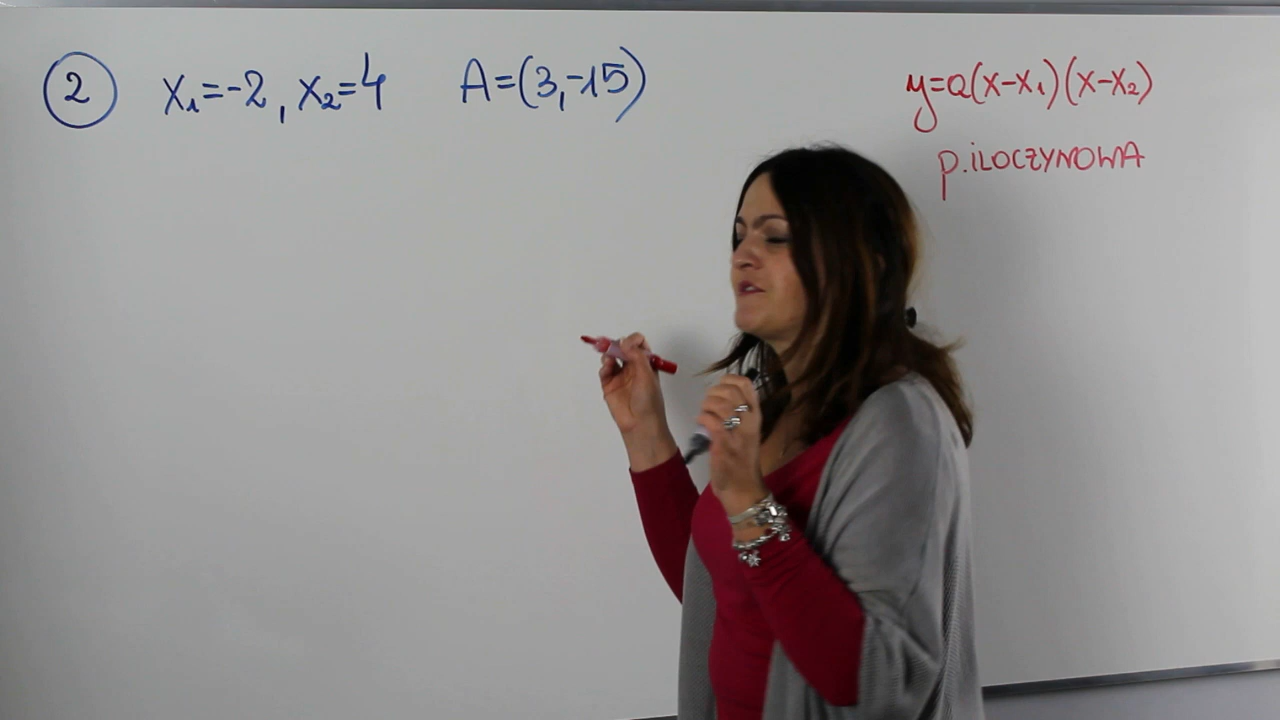 2 x₁=-2, x₂=4 A=(3,-15)
y=a(x-x₁)(x-x₂)
p.iLOCZYNOWA